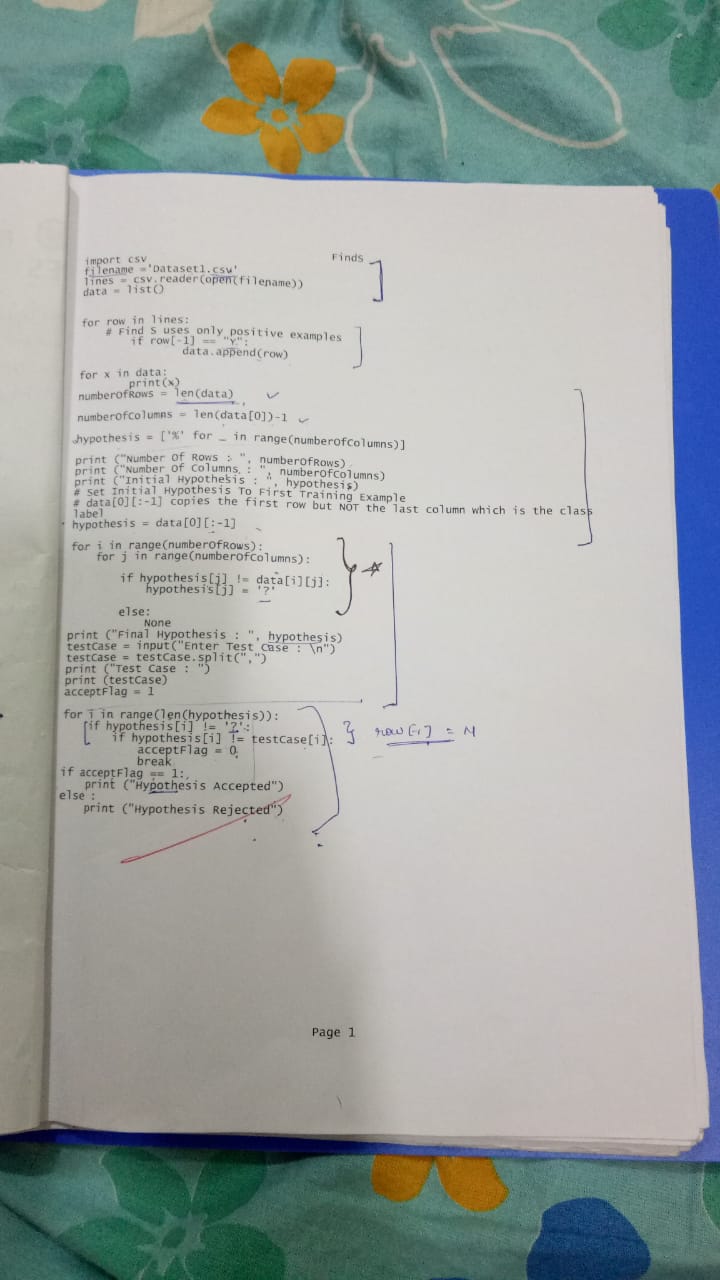 FindS
import csv
filename ='Dataset1.csv'
lines = csv.reader(open(filename))
data = list()
for row in lines:
# Find S uses only positive examples
if row[-1] == "Y":
data.append(row)
for x in data:
print(x)
numberOfRows = len(data)
numberOfColumns = len(data[0])-1
hypothesis = ['%' for _ in range(numberOfColumns)]
print ("Number Of Rows : ", numberOfRows)
print ("Number Of Columns : ", numberOfColumns)
print ("Initial Hypothesis : ", hypothesis)
# Set Initial Hypothesis To First Training Example
# data[0][:-1] copies the first row but NOT the last column which is the class
label
hypothesis = data[0][:-1]
for i in range(numberOfRows):
for j in range(numberOfColumns):
if hypothesis[j] != data[i][j]:
hypothesis[j] = '?'
else:
None
print ("Final Hypothesis : ", hypothesis)
testCase = input("Enter Test Case : \n")
testCase = testCase.split(",")
print ("Test Case : ")
print (testCase)
acceptFlag = 1
for i in range(len(hypothesis)):
if hypothesis[i] != '?':
if hypothesis[i] != testCase[i]: row[-1] = N
acceptFlag = 0
break
if acceptFlag == 1:
print ("Hypothesis Accepted")
else :
print ("Hypothesis Rejected")
Page 1